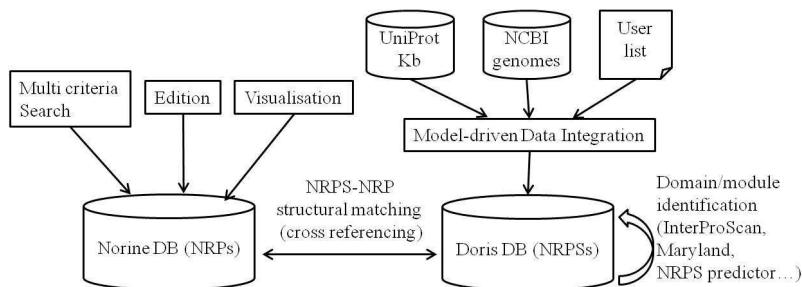 UniProt
Kb
NCBI
genomes
User
list
Multi criteria
Search
Edition
Visualisation
Model-driven Data Integration
NRPS-NRP
structural matching
(cross referencing)
Domain/module
identification
(InterProScan,
Maryland,
NRPS predictor…)
Norine DB (NRPs)
Doris DB (NRPSs)